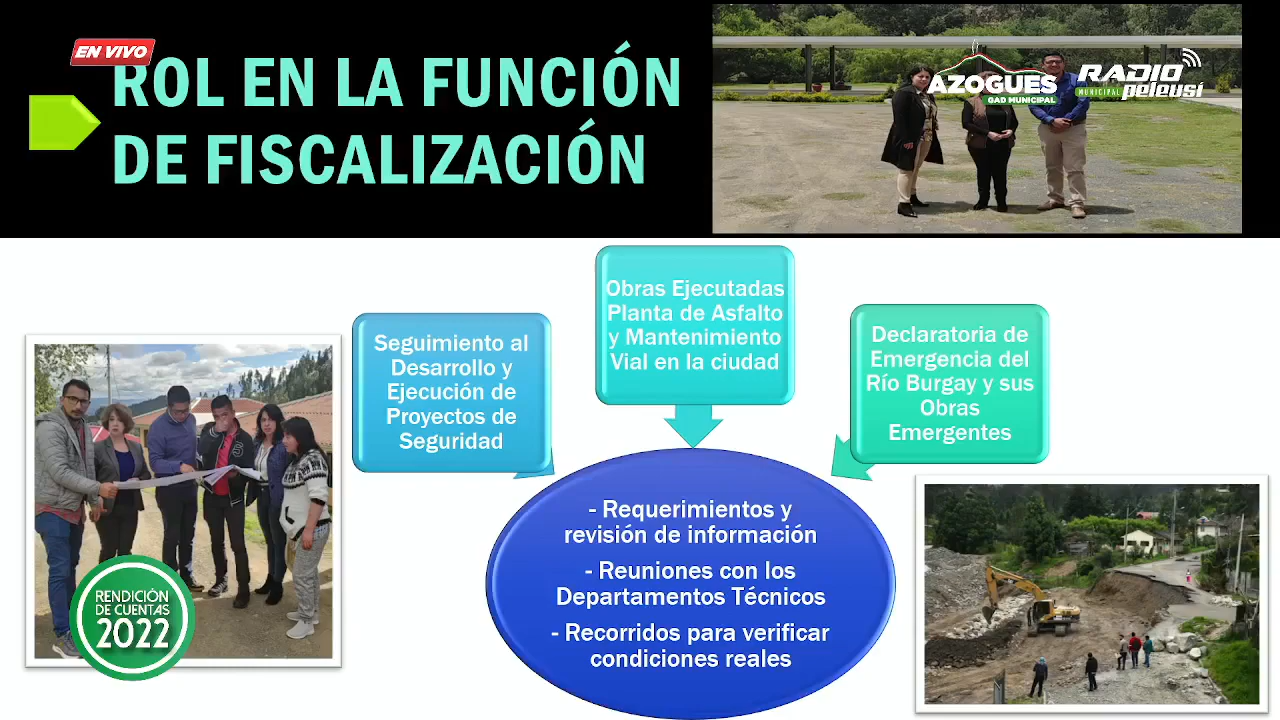 EN VIVO
ROL EN LA FUNCIÓN
DE FISCALIZACIÓN
AZOGUES
GAD MUNICIPAL
RADIO
MUNICIPAL
pelеusí
Seguimiento al
Desarrollo y
Ejecución de
Proyectos de
Seguridad
Obras Ejecutadas
Planta de Asfalto
y Mantenimiento
Vial en la ciudad
Declaratoria de
Emergencia del
Río Burgay y sus
Obras
Emergentes
- Requerimientos y
revisión de información
- Reuniones con los
Departamentos Técnicos
- Recorridos para verificar
condiciones reales
RENDICIÓN
DE CUENTAS
2022